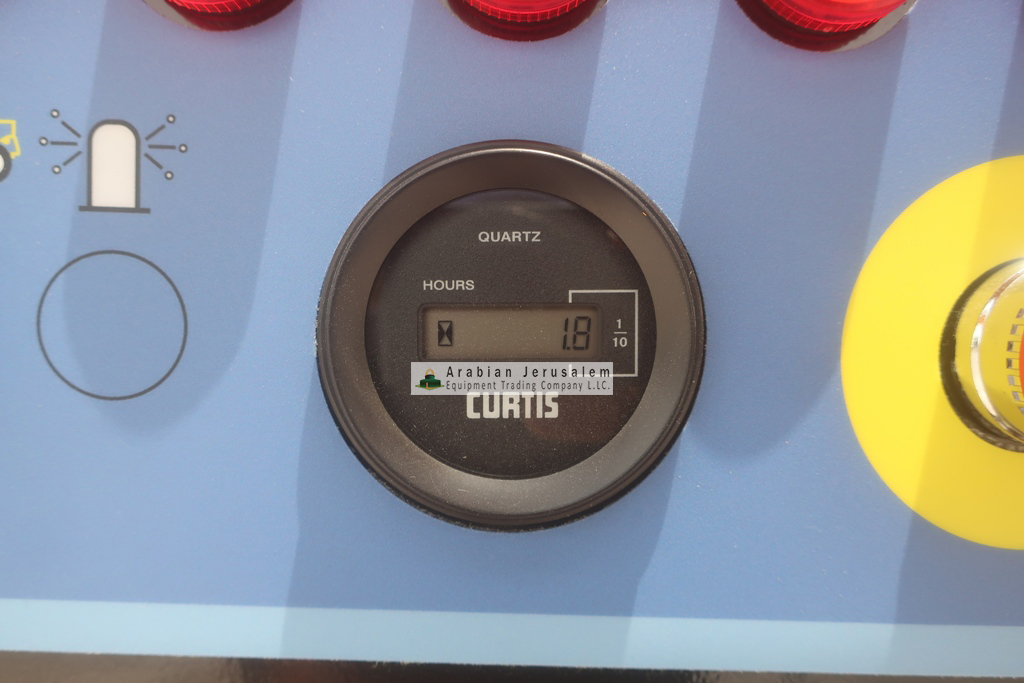 QUARTZ
HOURS
1.8
1
10
Arabian Jerusalem
Equipment Trading Company L.L.C.
CURTIS